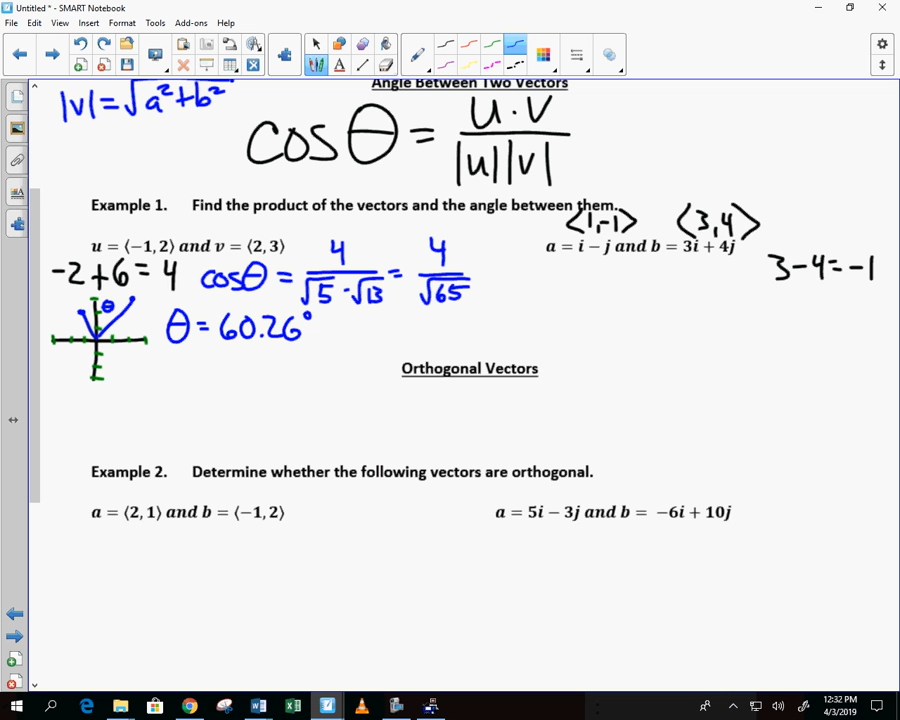 Untitled * - SMART Notebook
File Edit View Insert Format Tools Add-ons Help
Angle Between Two Vectors
|v| = √a²+b²
cosθ = u·v / |u||v|
Example 1. Find the product of the vectors and the angle between them.
⟨1,-1⟩ ⟨3,4⟩
u = ⟨−1, 2⟩ and v = ⟨2, 3⟩ a = i − j and b = 3i + 4j
-2+6=4 cosθ = 4 / √5 · √13 = 4 / √65 3-4=-1
θ
θ = 60.26°
Orthogonal Vectors
Example 2. Determine whether the following vectors are orthogonal.
a = ⟨2, 1⟩ and b = ⟨−1, 2⟩ a = 5i − 3j and b = −6i + 10j
12:32 PM
4/3/2019